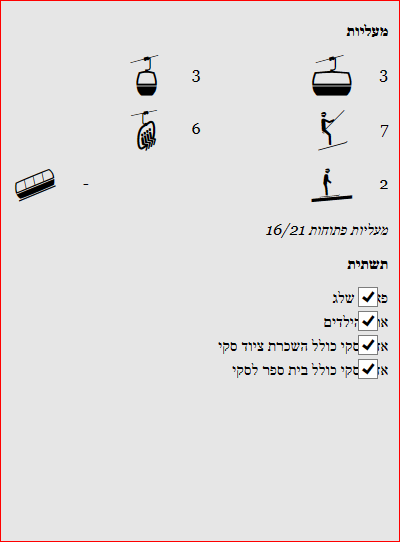 מעליות
3 3
7 6
2 -
מעליות פתוחות 16/21
תשתית
שלג
סקי כולל השכרת ציוד סקי
סקי כולל בית ספר לסקי